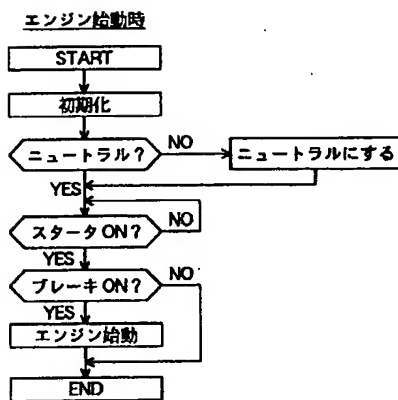 エンジン始動時
START
初期化
ニュートラル?
NO
ニュートラルにする
YES
スタータON?
NO
YES
ブレーキON?
NO
YES
エンジン始動
END